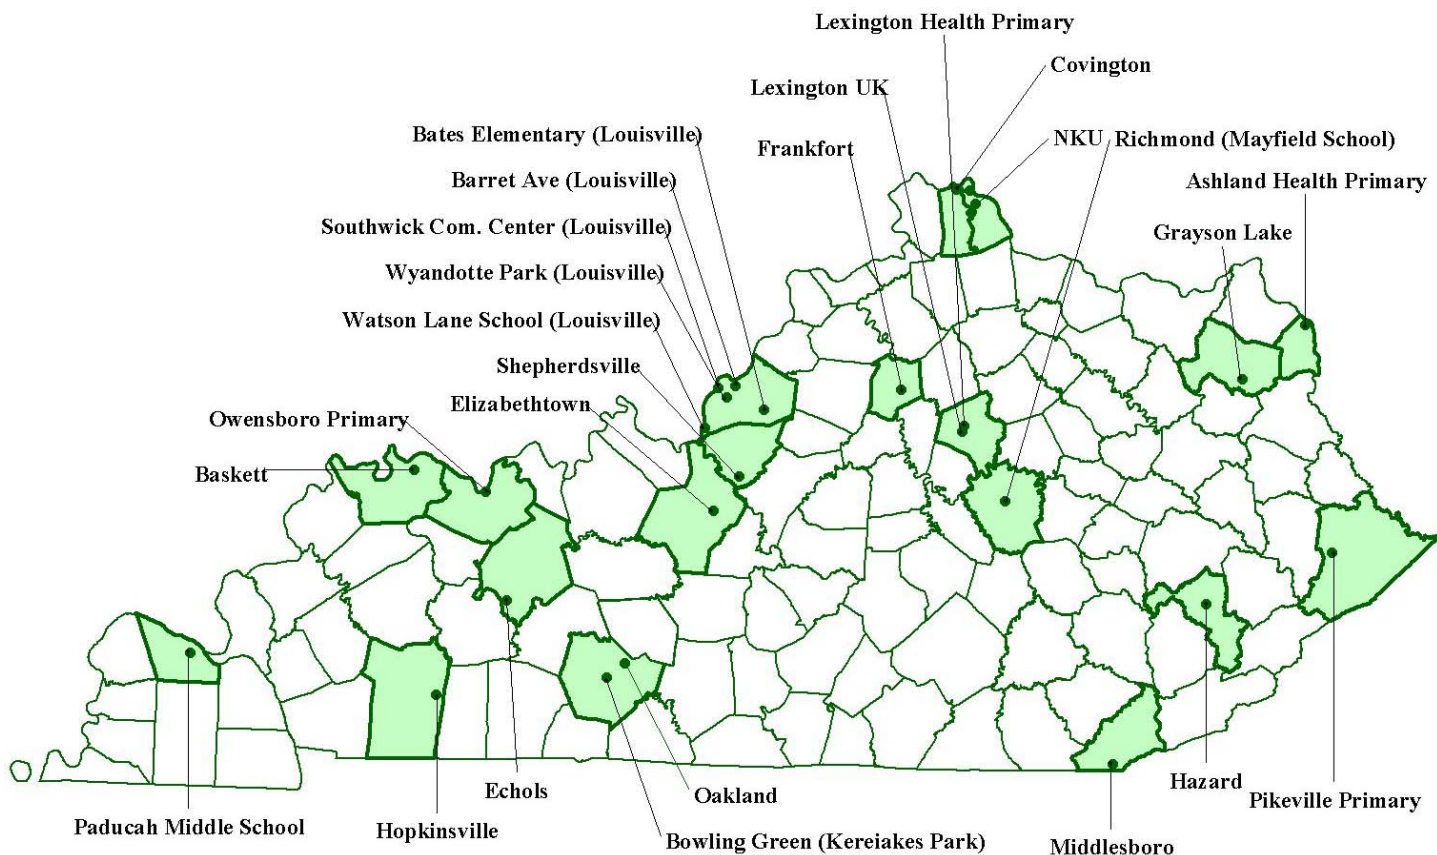 Lexington Health Primary
Covington
Lexington UK
Bates Elementary (Louisville)
Frankfort
NKU
Richmond (Mayfield School)
Barret Ave (Louisville)
Ashland Health Primary
Southwick Com. Center (Louisville)
Grayson Lake
Wyandotte Park (Louisville)
Watson Lane School (Louisville)
Shepherdsville
Elizabethtown
Owensboro Primary
Baskett
Echols
Oakland
Hazard
Pikeville Primary
Paducah Middle School
Hopkinsville
Bowling Green (Kereiakes Park)
Middlesboro